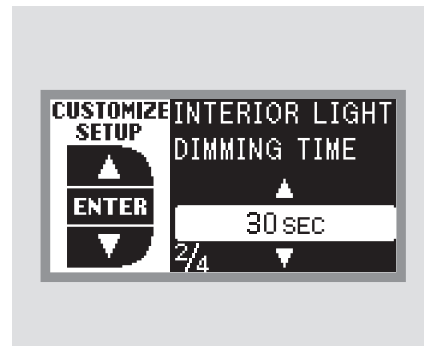 CUSTOMIZE
SETUP
ENTER
INTERIOR LIGHT
DIMMING TIME
30 SEC
2/4